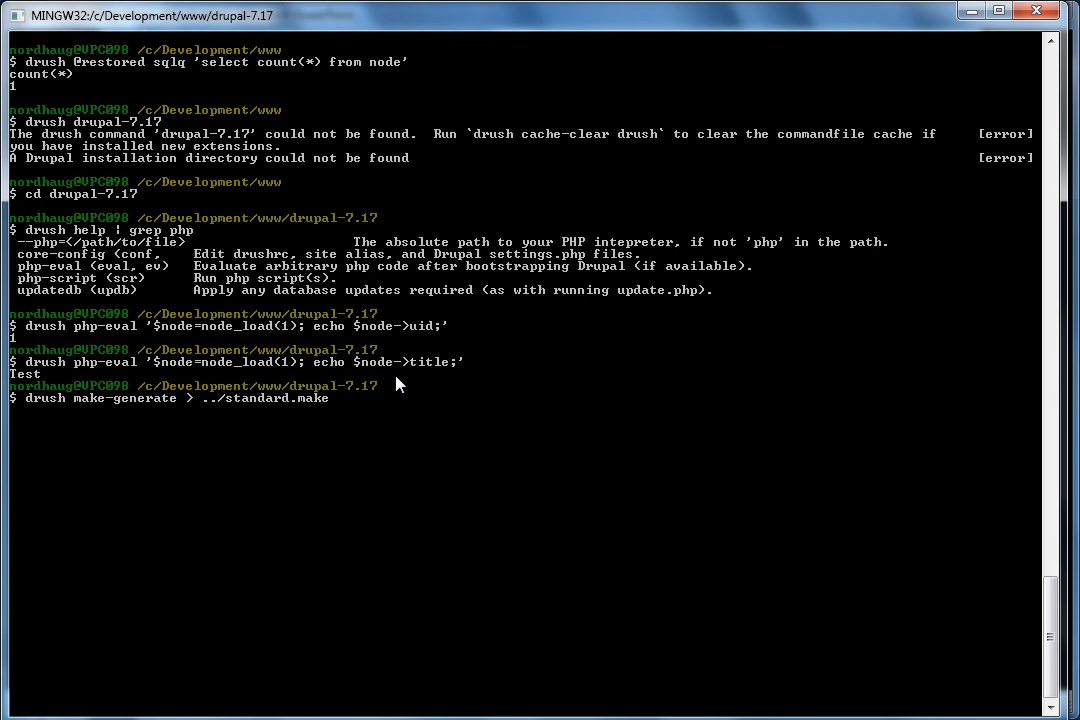 MINGW32:/c/Development/www/drupal-7.17
nordhaug@VPC098 /c/Development/www
$ drush @restored sqlq 'select count(*) from node'
count(*)
1
nordhaug@VPC098 /c/Development/www
$ drush drupal-7.17
The drush command 'drupal-7.17' could not be found.  Run `drush cache-clear drush` to clear the commandfile cache if [error]
you have installed new extensions.
A Drupal installation directory could not be found [error]
nordhaug@VPC098 /c/Development/www
$ cd drupal-7.17
nordhaug@VPC098 /c/Development/www/drupal-7.17
$ drush help | grep php
--php=</path/to/file> The absolute path to your PHP intepreter, if not 'php' in the path.
core-config (conf, Edit drushrc, site alias, and Drupal settings.php files.
php-eval (eval, ev) Evaluate arbitrary php code after bootstrapping Drupal (if available).
php-script (scr) Run php script(s).
updatedb (updb) Apply any database updates required (as with running update.php).
nordhaug@VPC098 /c/Development/www/drupal-7.17
$ drush php-eval '$node=node_load(1); echo $node->uid;'
1
nordhaug@VPC098 /c/Development/www/drupal-7.17
$ drush php-eval '$node=node_load(1); echo $node->title;'
Test
nordhaug@VPC098 /c/Development/www/drupal-7.17
$ drush make-generate > ../standard.make